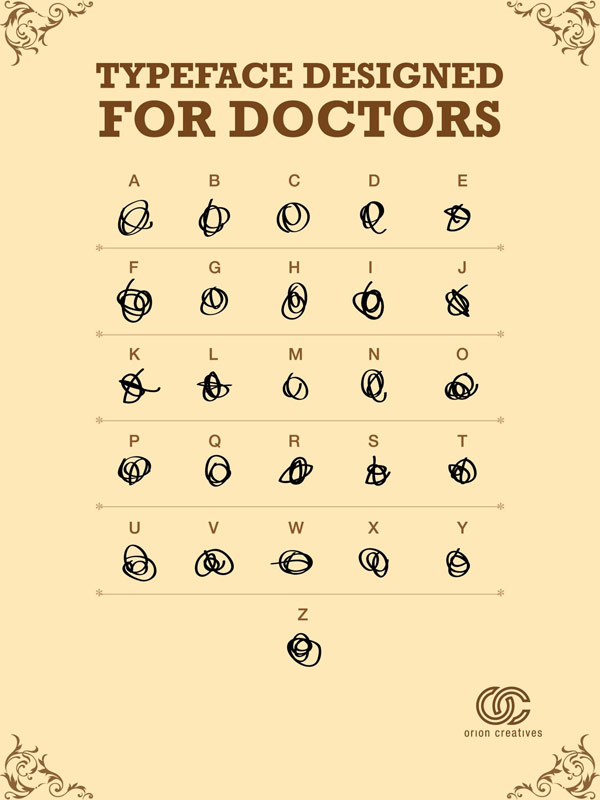 TYPEFACE DESIGNED
FOR DOCTORS
A B C D E
F G H I J
K L M N O
P Q R S T
U V W X Y
Z
orion creatives